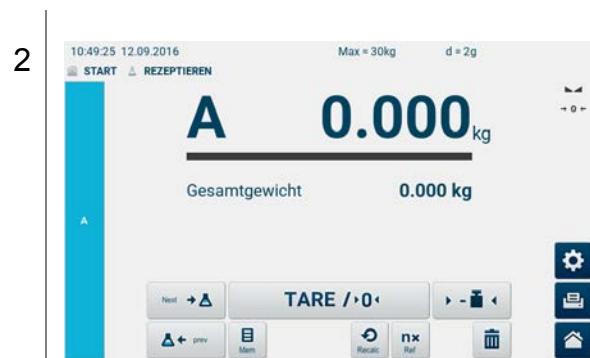 2
10:49:25 12.09.2016 Max = 30kg d = 2g
START REZEPTIEREN
A 0.000 kg
→ 0 ←
Gesamtgewicht 0.000 kg
A
Next TARE / 0
prev Mem Recalc n× Ref